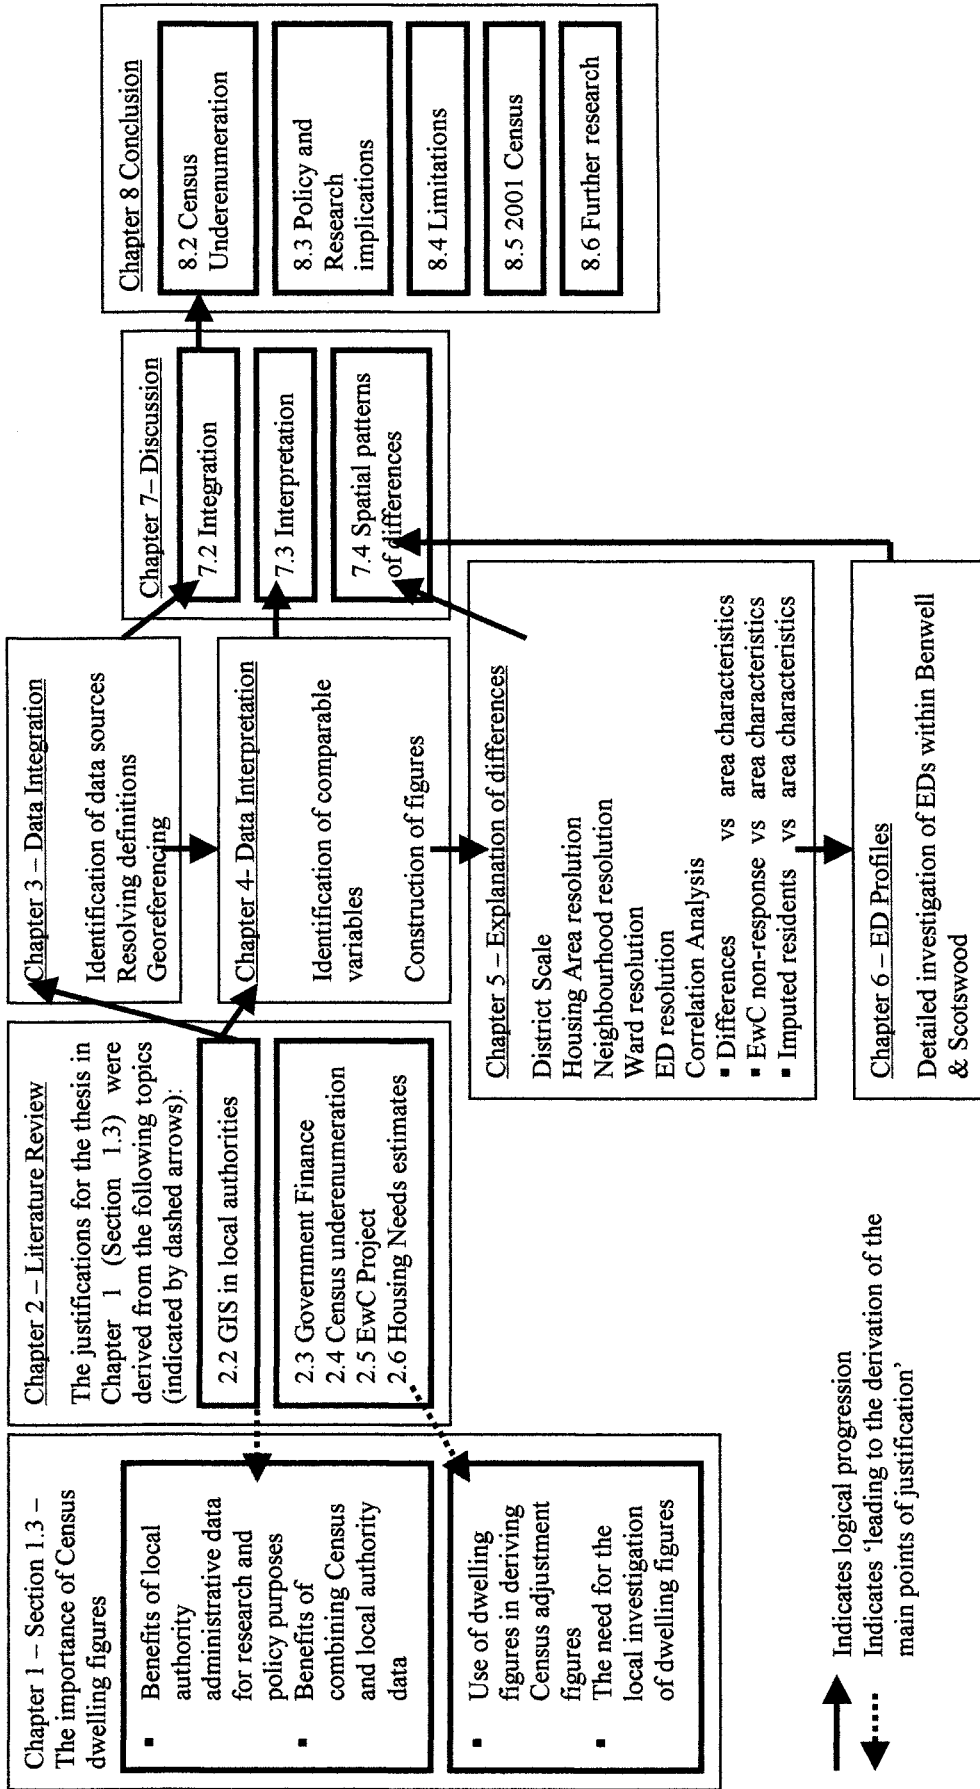 Chapter 1 – Section 1.3 –
The importance of Census
dwelling figures
▪ Benefits of local
authority
administrative data
for research and
policy purposes
▪ Benefits of
combining Census
and local authority
data
▪ Use of dwelling
figures in deriving
Census adjustment
figures
▪ The need for the
local investigation
of dwelling figures
Chapter 2 – Literature Review
The justifications for the thesis in
Chapter 1 (Section 1.3) were
derived from the following topics
(indicated by dashed arrows):
2.2 GIS in local authorities
2.3 Government Finance
2.4 Census underenumeration
2.5 EwC Project
2.6 Housing Needs estimates
Chapter 3 – Data Integration
Identification of data sources
Resolving definitions
Georeferencing
Chapter 4- Data Interpretation
Identification of comparable
variables
Construction of figures
Chapter 5 – Explanation of differences
District Scale
Housing Area resolution
Neighbourhood resolution
Ward resolution
ED resolution
Correlation Analysis
▪ Differences vs area characteristics
▪ EwC non-response vs area characteristics
▪ Imputed residents vs area characteristics
Chapter 6 – ED Profiles
Detailed investigation of EDs within Benwell
& Scotswood
Chapter 7 – Discussion
7.2 Integration
7.3 Interpretation
7.4 Spatial patterns
of differences
Chapter 8 Conclusion
8.2 Census
Underenumeration
8.3 Policy and
Research
implications
8.4 Limitations
8.5 2001 Census
8.6 Further research
Indicates logical progression
Indicates 'leading to the derivation of the
main points of justification'